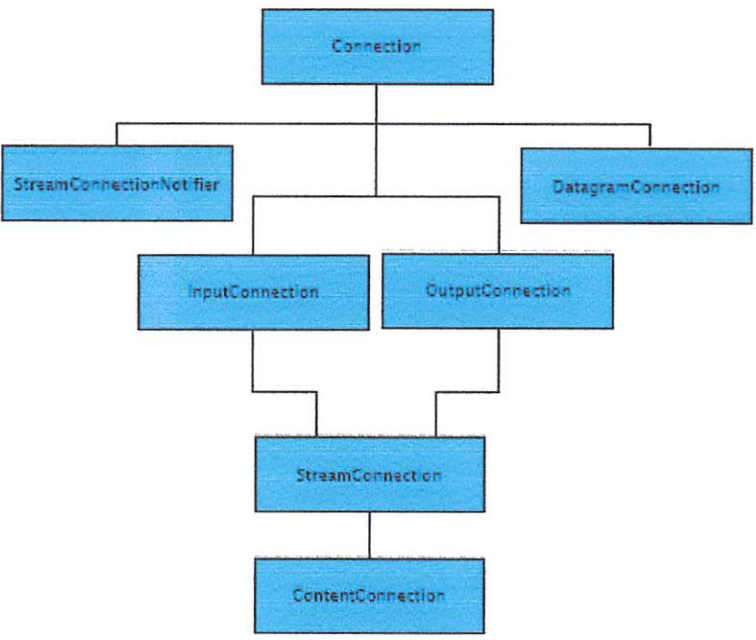 Connection
StreamConnectionNotifier
DatagramConnection
InputConnection
OutputConnection
StreamConnection
ContentConnection